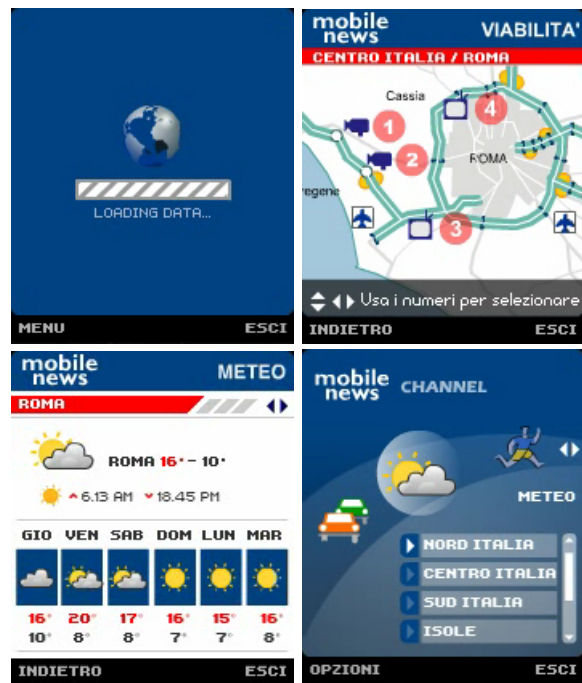 LOADING DATA...
MENU ESCI
mobile
news VIABILITA'
CENTRO ITALIA / ROMA
Cassia
1
4
2
ROMA
regene
3
Usa i numeri per selezionare
INDIETRO ESCI
mobile
news METEO
ROMA
ROMA 16° - 10°
6.13 AM 18.45 PM
GIO VEN SAB DOM LUN MAR
16° 20° 17° 16° 15° 16°
10° 8° 8° 7° 7° 8°
INDIETRO ESCI
mobile
news CHANNEL
METEO
NORD ITALIA
CENTRO ITALIA
SUD ITALIA
ISOLE
OPZIONI ESCI